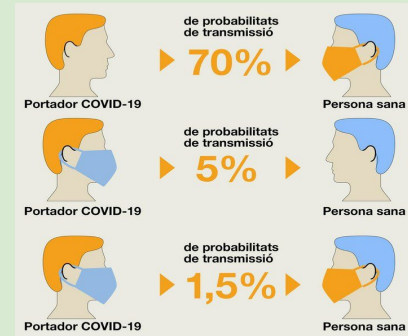 de probabilitats
de transmissió
70%
Portador COVID-19
Persona sana
de probabilitats
de transmissió
5%
Portador COVID-19
Persona sana
de probabilitats
de transmissió
1,5%
Portador COVID-19
Persona sana